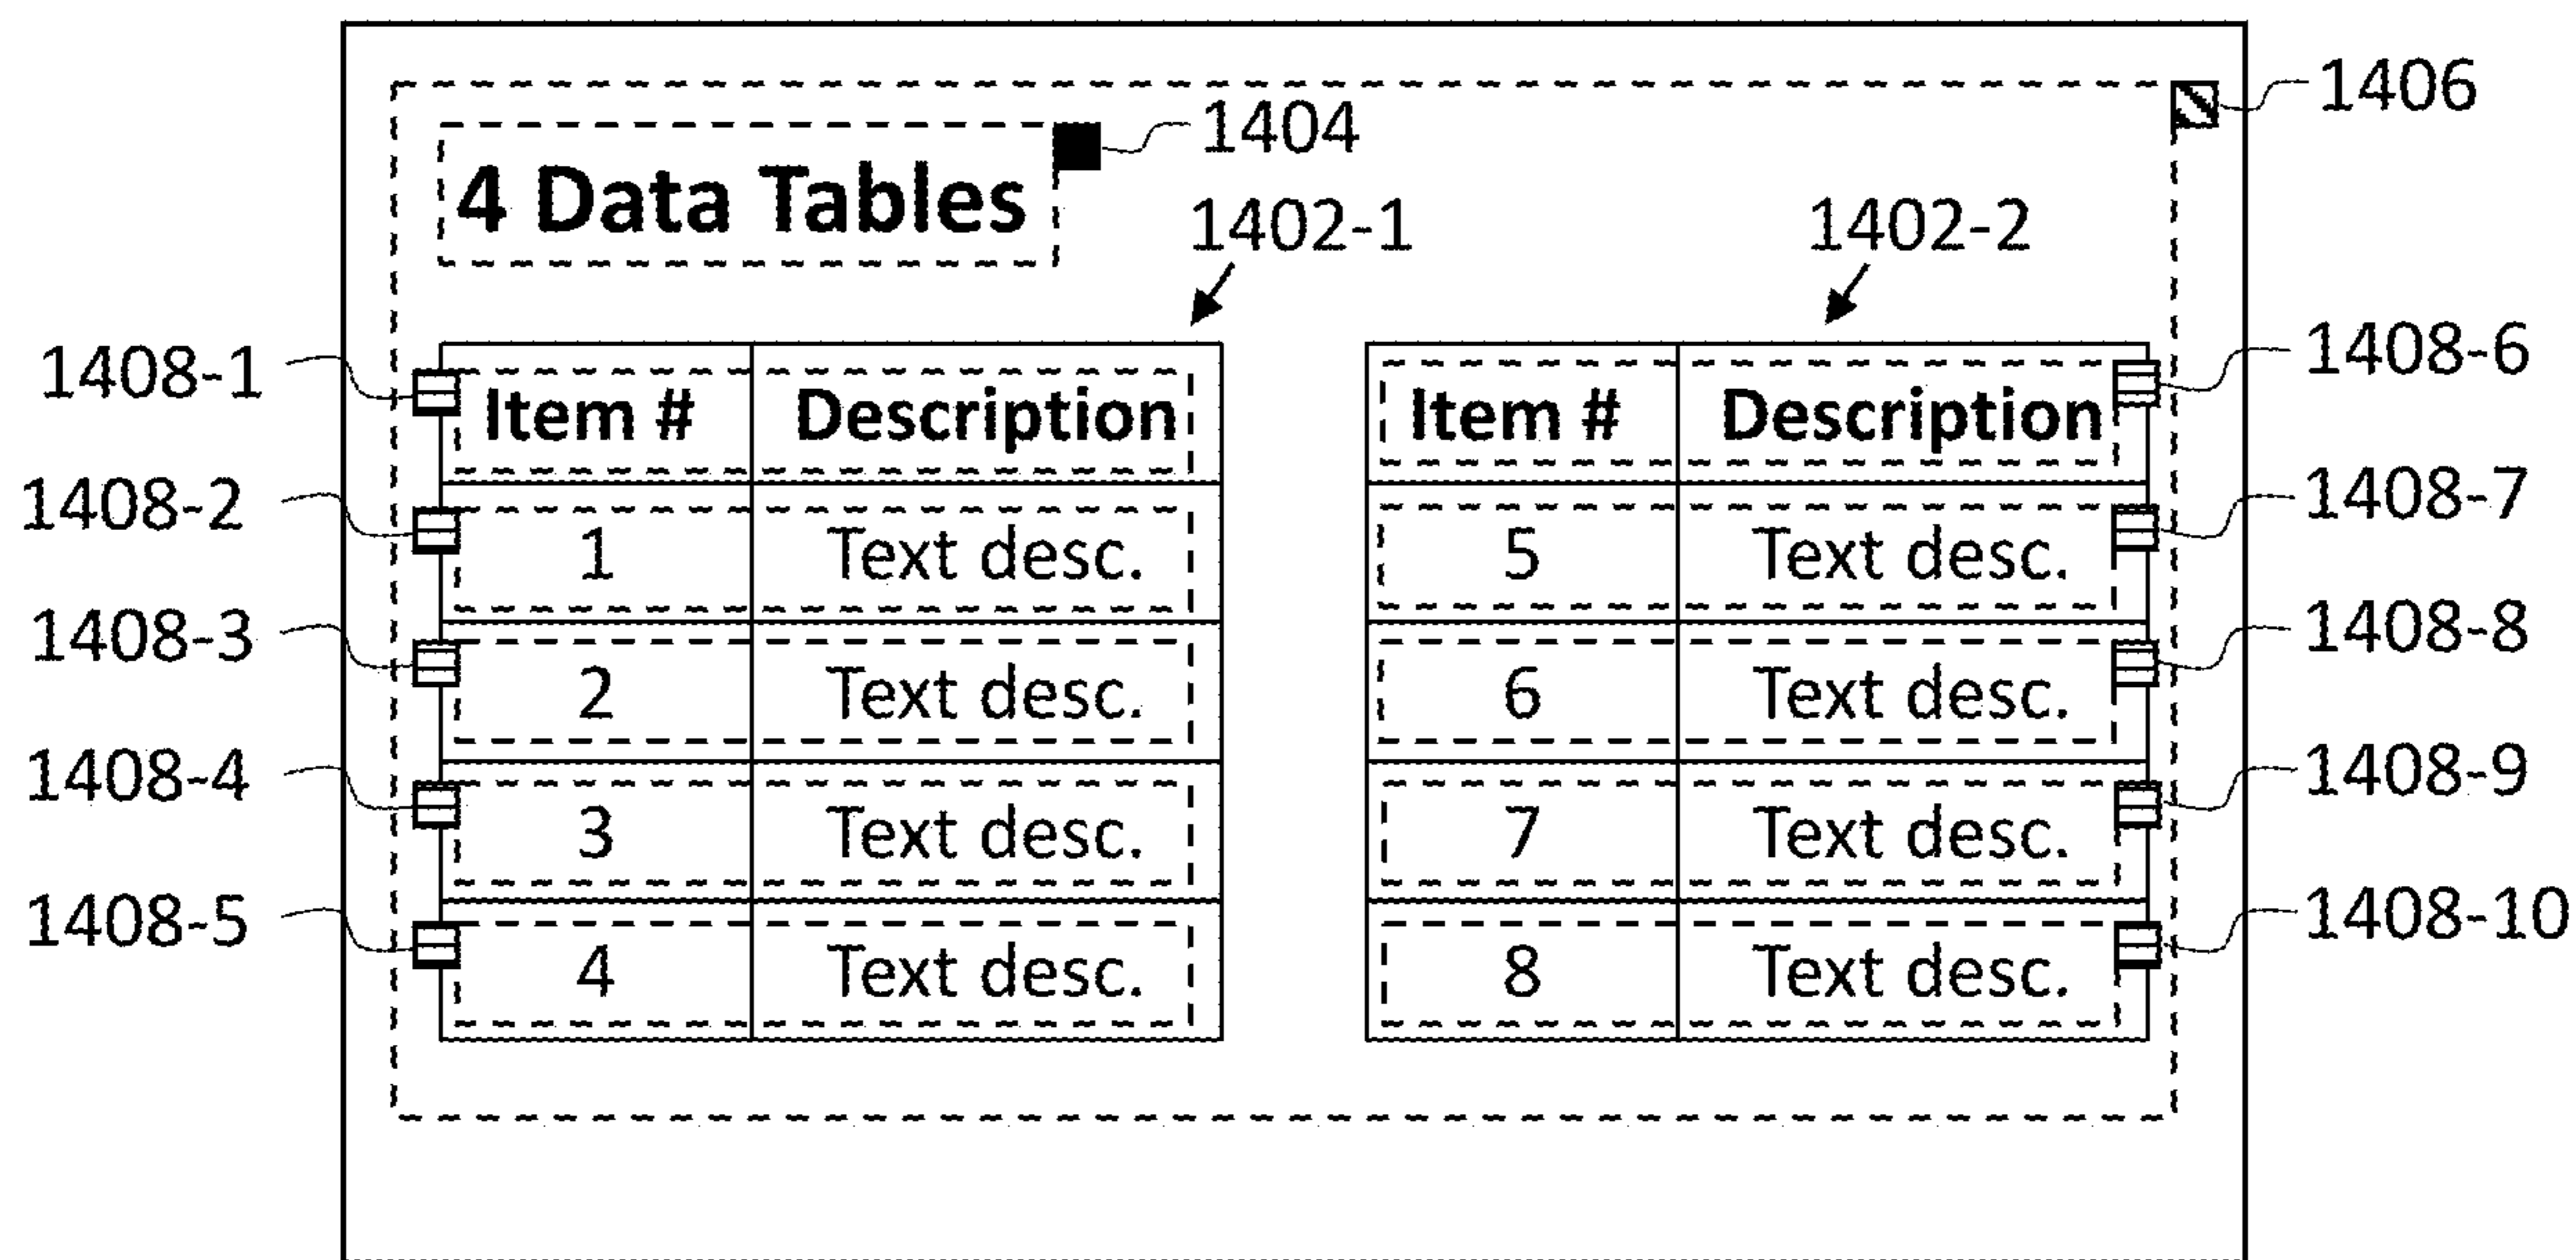 1406
1404
4 Data Tables
1402-1 1402-2
1408-1 Item # Description Item # Description 1408-6
1408-2 1 Text desc. 5 Text desc. 1408-7
1408-3 2 Text desc. 6 Text desc. 1408-8
1408-4 3 Text desc. 7 Text desc. 1408-9
1408-5 4 Text desc. 8 Text desc. 1408-10